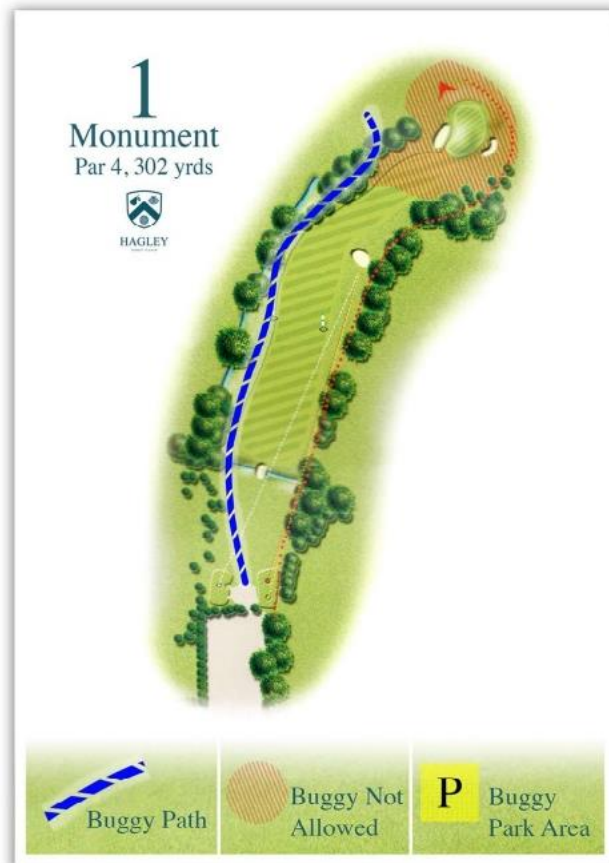 1
Monument
Par 4, 302 yrds
HAGLEY
Buggy Path
Buggy Not
Allowed
P
Buggy
Park Area